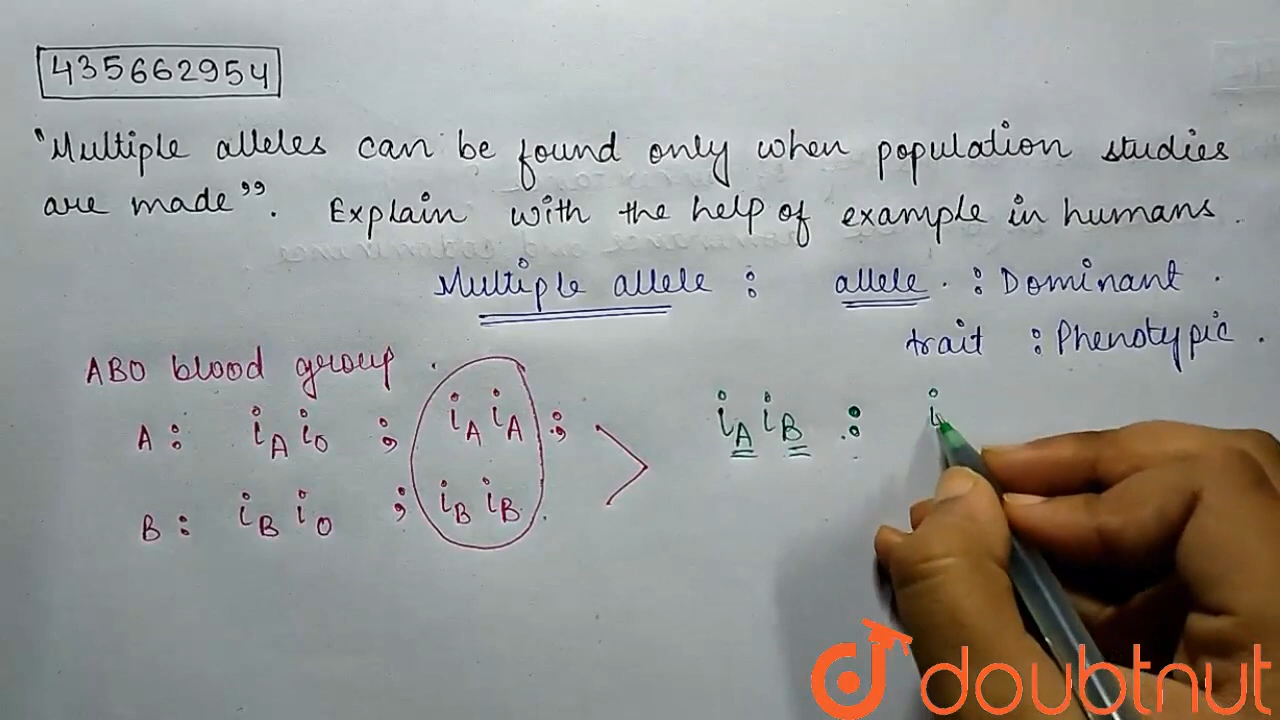 435662954
"Multiple alleles can be found only when population studies
are made". Explain with the help of example in humans.
Multiple allele : allele . : Dominant .
trait : Phenotypic .
ABO blood group .
A : iA iO ; iA iA ; iA iB : i
B : iB iO ; iB iB .
doubtnut